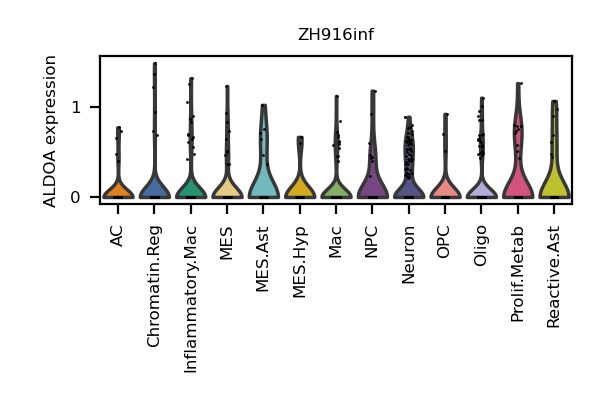 ZH916inf
ALDOA expression
1
0
AC
Chromatin.Reg
Inflammatory.Mac
MES
MES.Ast
MES.Hyp
Mac
NPC
Neuron
OPC
Oligo
Prolif.Metab
Reactive.Ast